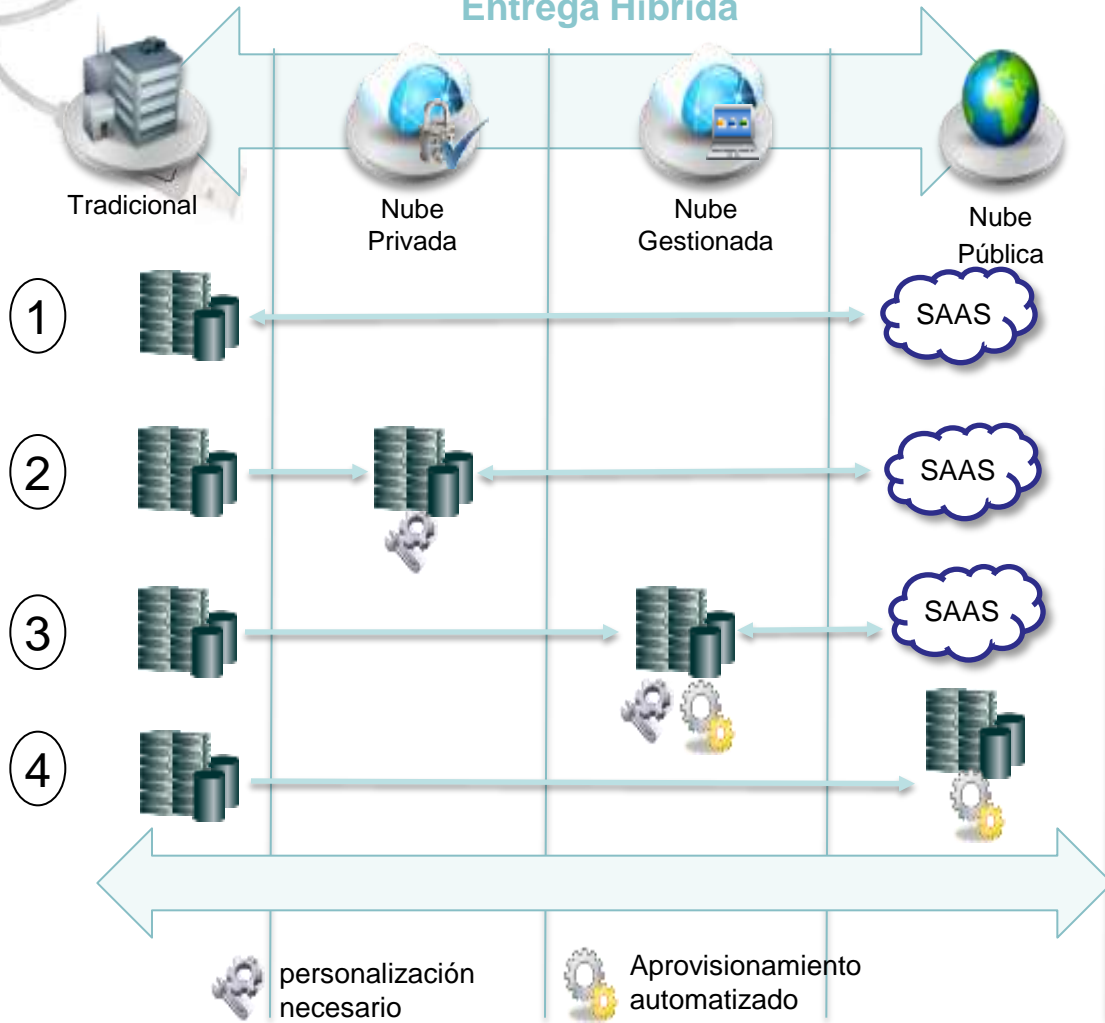 Entrega Híbrida
Tradicional
Nube
Privada
Nube
Gestionada
Nube
Pública
1
SAAS
2
SAAS
3
SAAS
4
personalización
necesario
Aprovisionamiento
automatizado